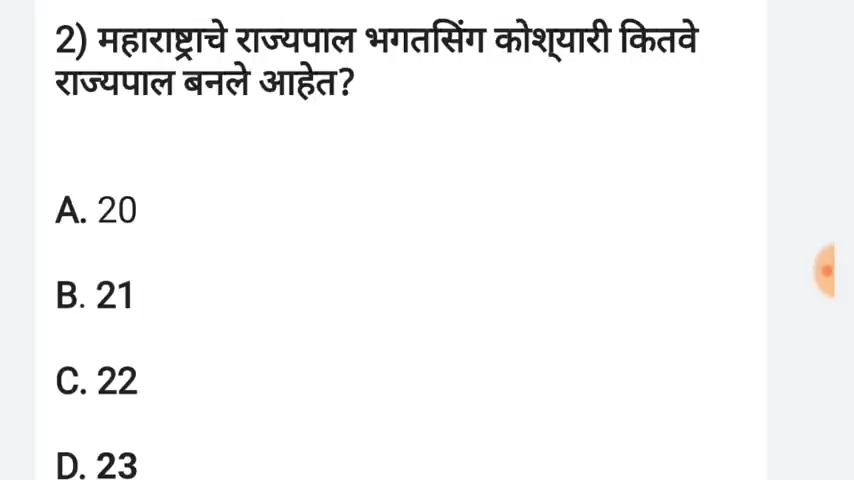 2) महाराष्ट्राचे राज्यपाल भगतसिंग कोश्यारी कितवे
राज्यपाल बनले आहेत?
A. 20
B. 21
C. 22
D. 23